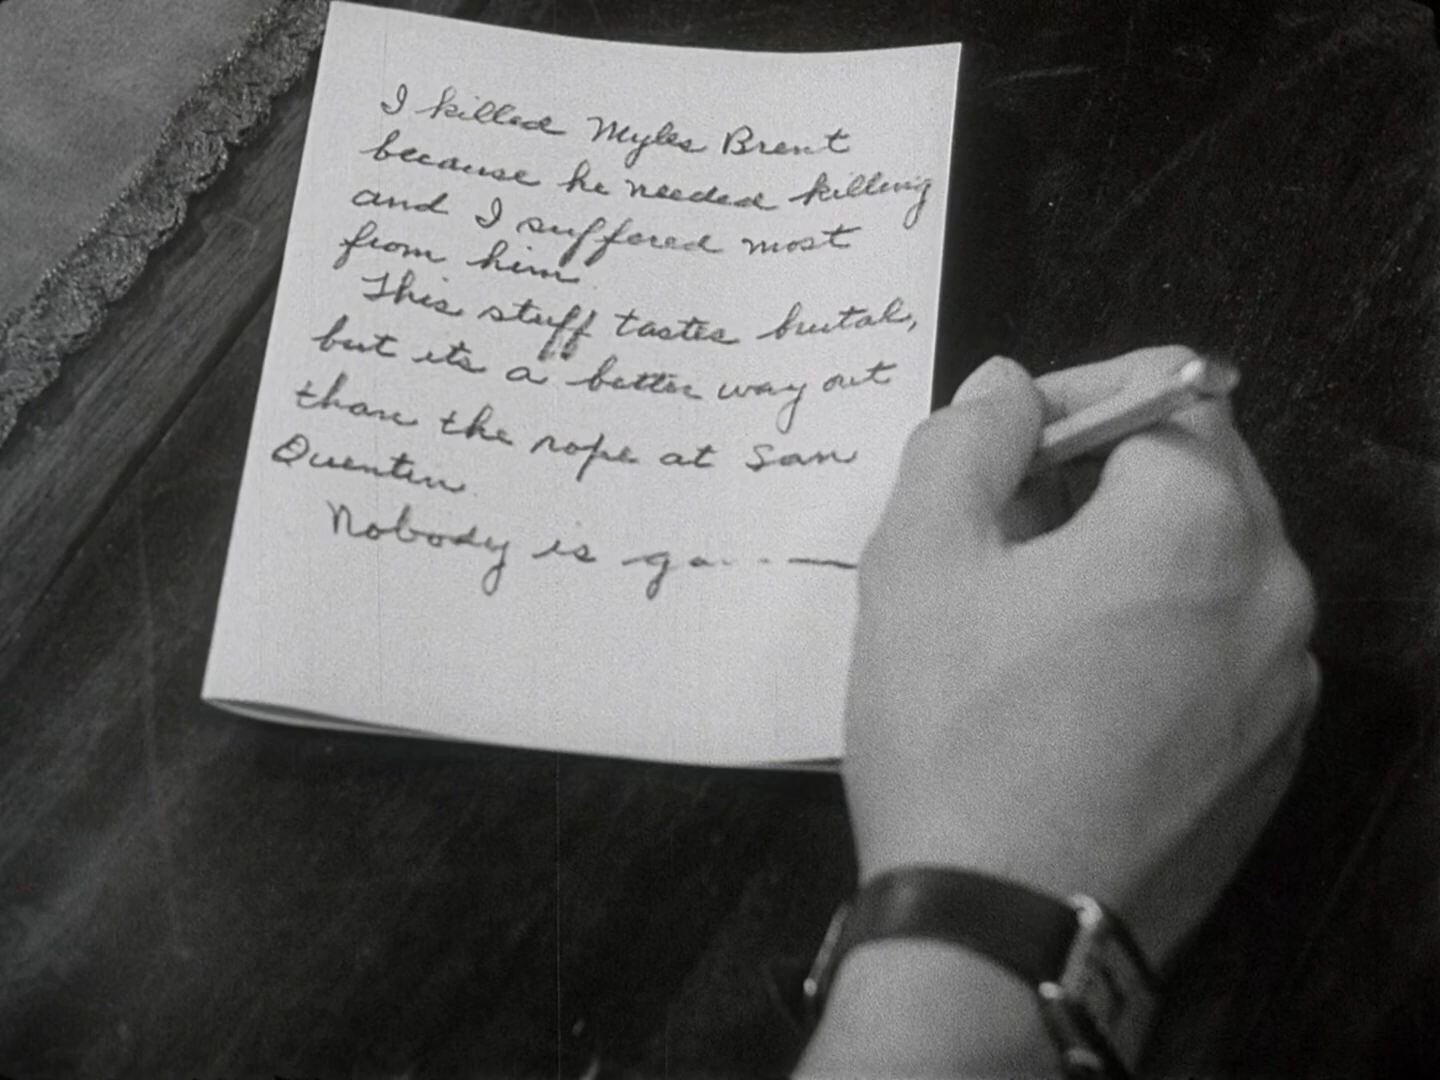 I killed Myles Brent
because he needed killing
and I suffered most
from him.
This stuff tastes brutal,
but its a better way out
than the rope at San
Quentin.
Nobody is ga... —